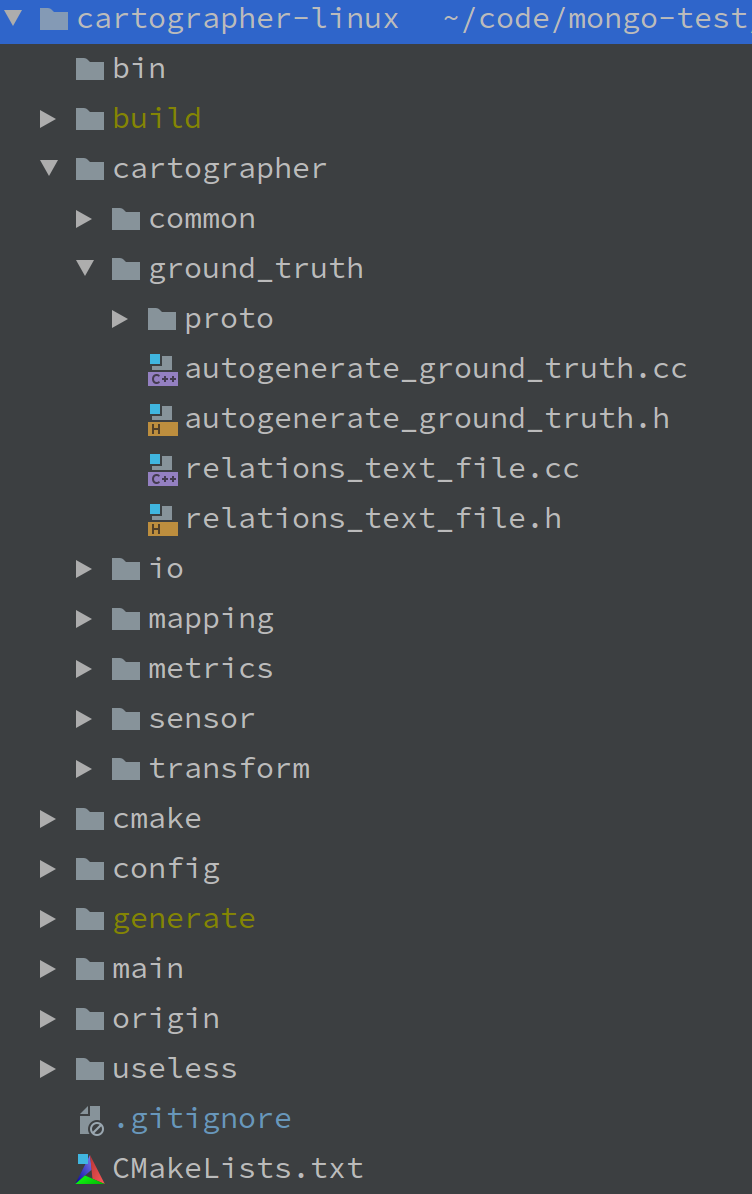 cartographer-linux ~/code/mongo-test
bin
build
cartographer
common
ground_truth
proto
autogenerate_ground_truth.cc
autogenerate_ground_truth.h
relations_text_file.cc
relations_text_file.h
io
mapping
metrics
sensor
transform
cmake
config
generate
main
origin
useless
.gitignore
CMakeLists.txt